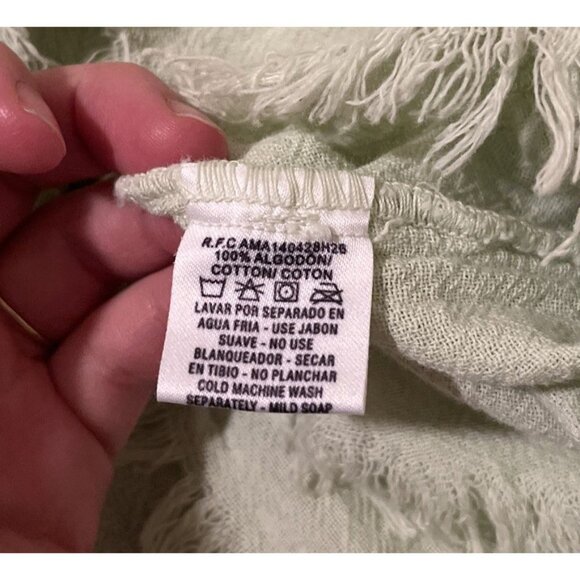 R.F.C AMA140428H26
100% ALGODÓN/
COTTON/ COTON
LAVAR POR SEPARADO EN
AGUA FRIA - USE JABON
SUAVE - NO USE
BLANQUEADOR - SECAR
EN TIBIO - NO PLANCHAR
COLD MACHINE WASH
SEPARATELY - MILD SOAP